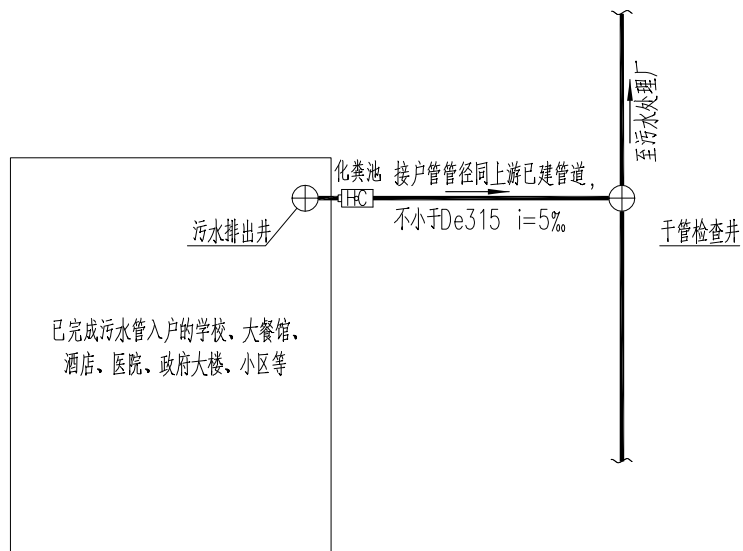 至污水处理厂
化粪池
接户管管径同上游已建管道，
HC
不小于De315 i=5‰
污水排出井
干管检查井
已完成污水管入户的学校、大餐馆、
酒店、医院、政府大楼、小区等